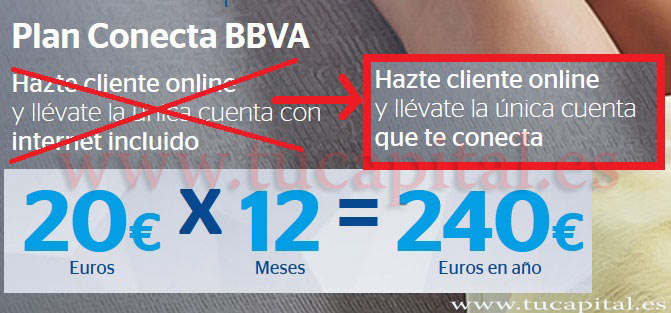 Plan Conecta BBVA
Hazte cliente online
y llévate la única cuenta con
internet incluido
Hazte cliente online
y llévate la única cuenta
que te conecta
www.tucapital.es
20€ x 12 = 240€
Euros Meses Euros en año
www.tucapital.es